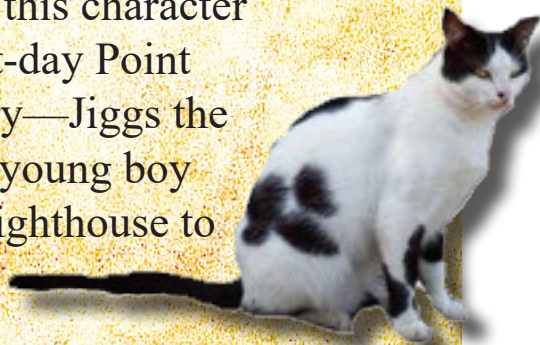 this character
t-day Point
y—Jiggs the
young boy
ighthouse to